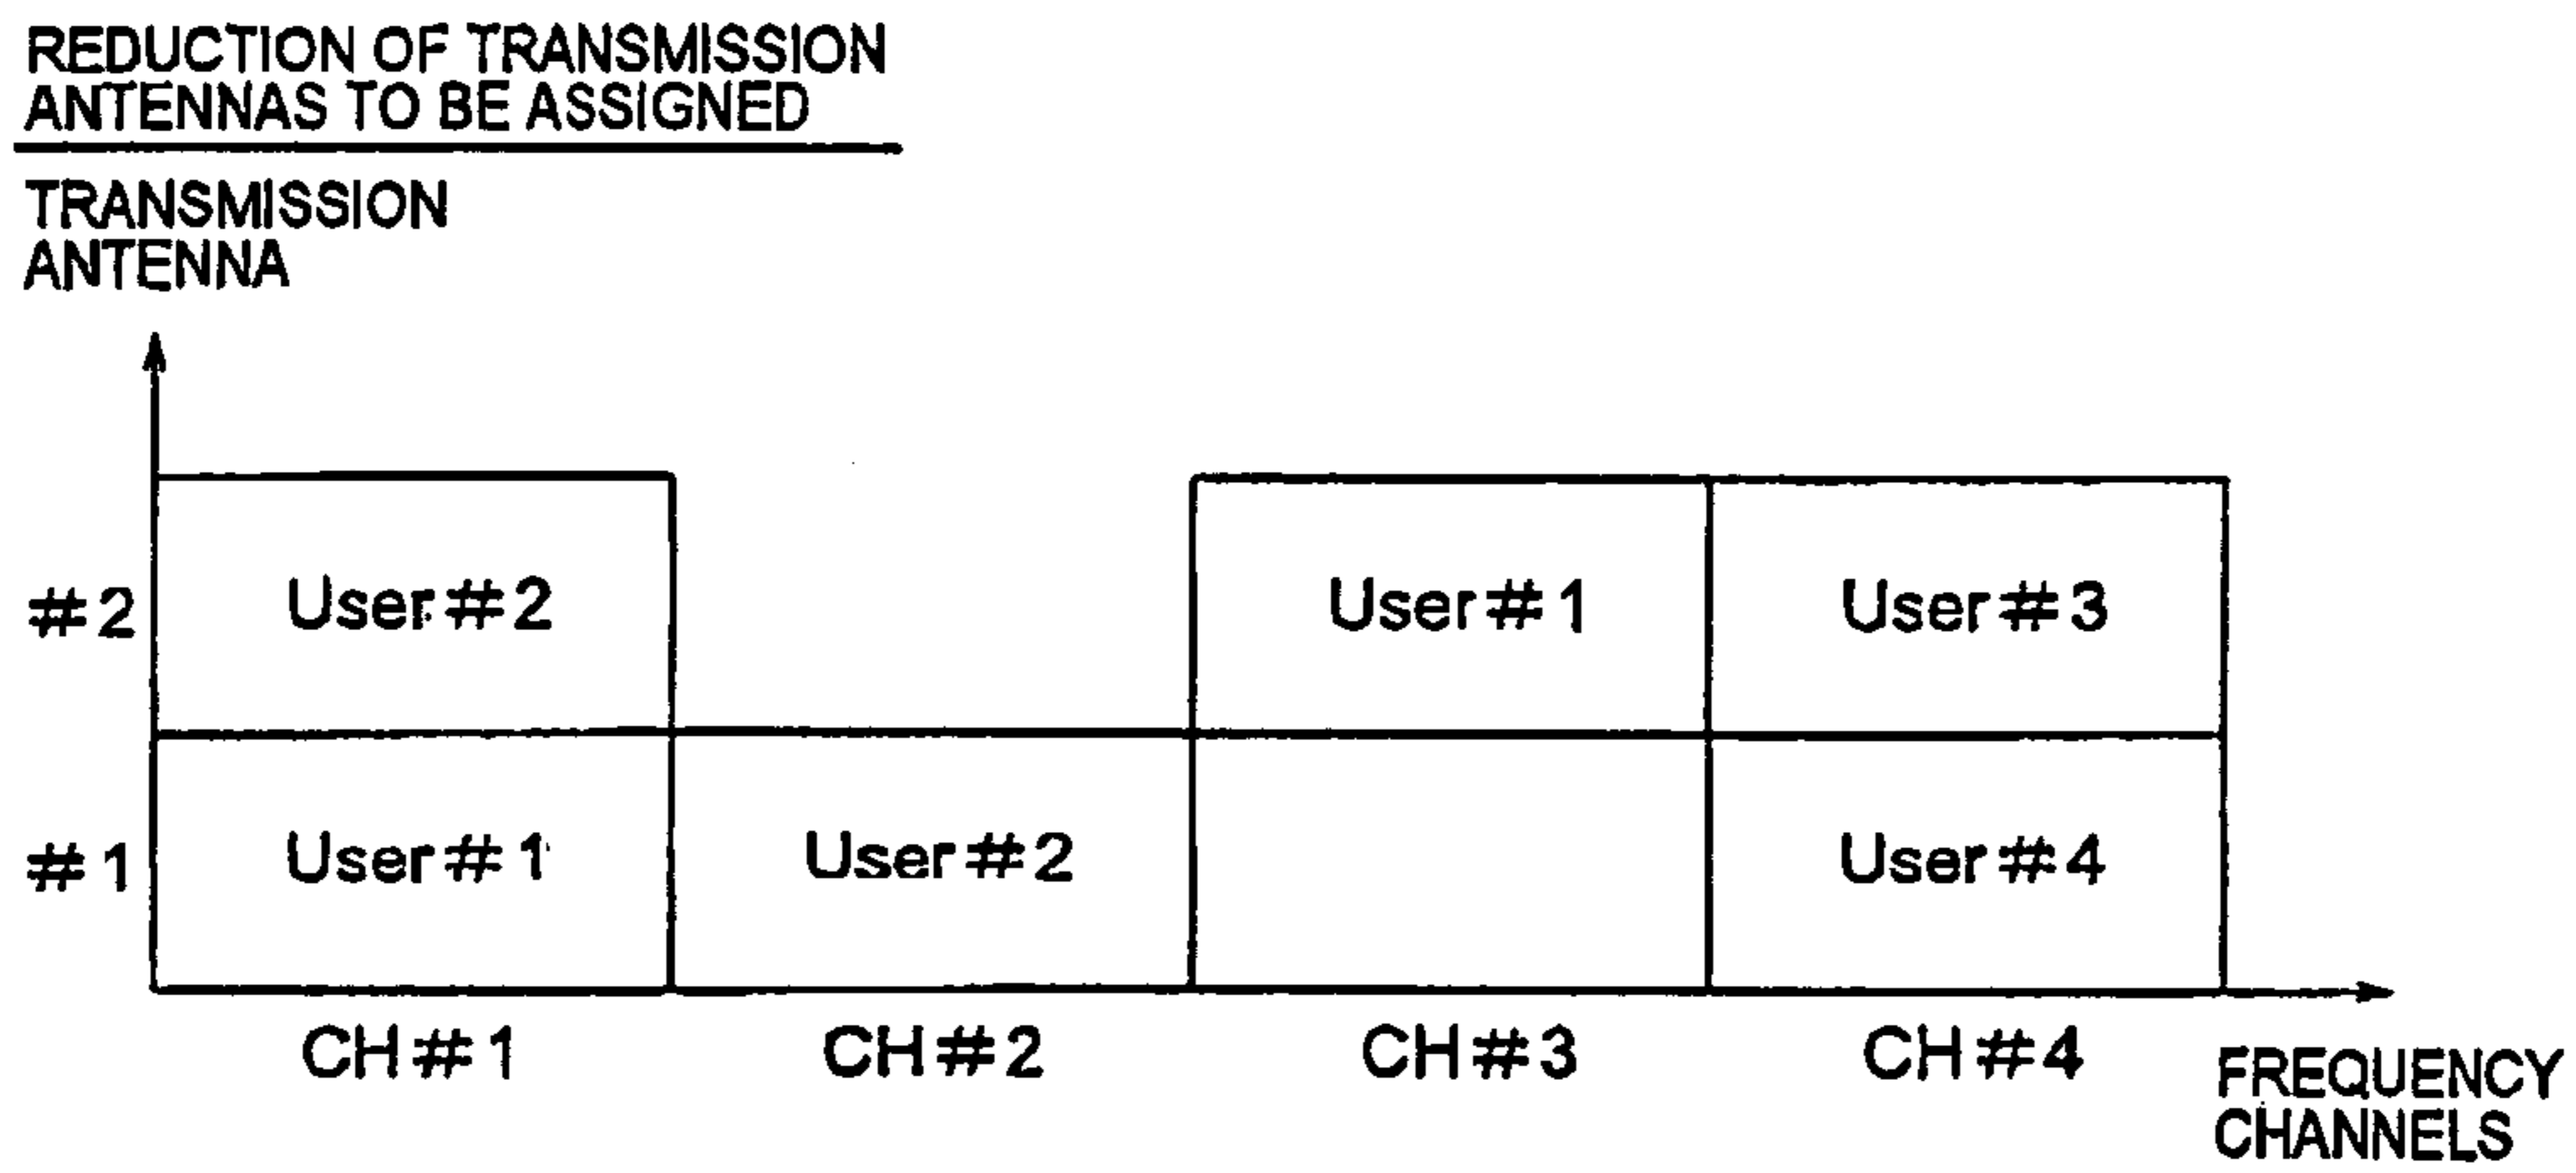 REDUCTION OF TRANSMISSION
ANTENNAS TO BE ASSIGNED
TRANSMISSION
ANTENNA
#2 User#2 User#1 User#3
#1 User#1 User#2 User#4
CH#1 CH#2 CH#3 CH#4
FREQUENCY
CHANNELS